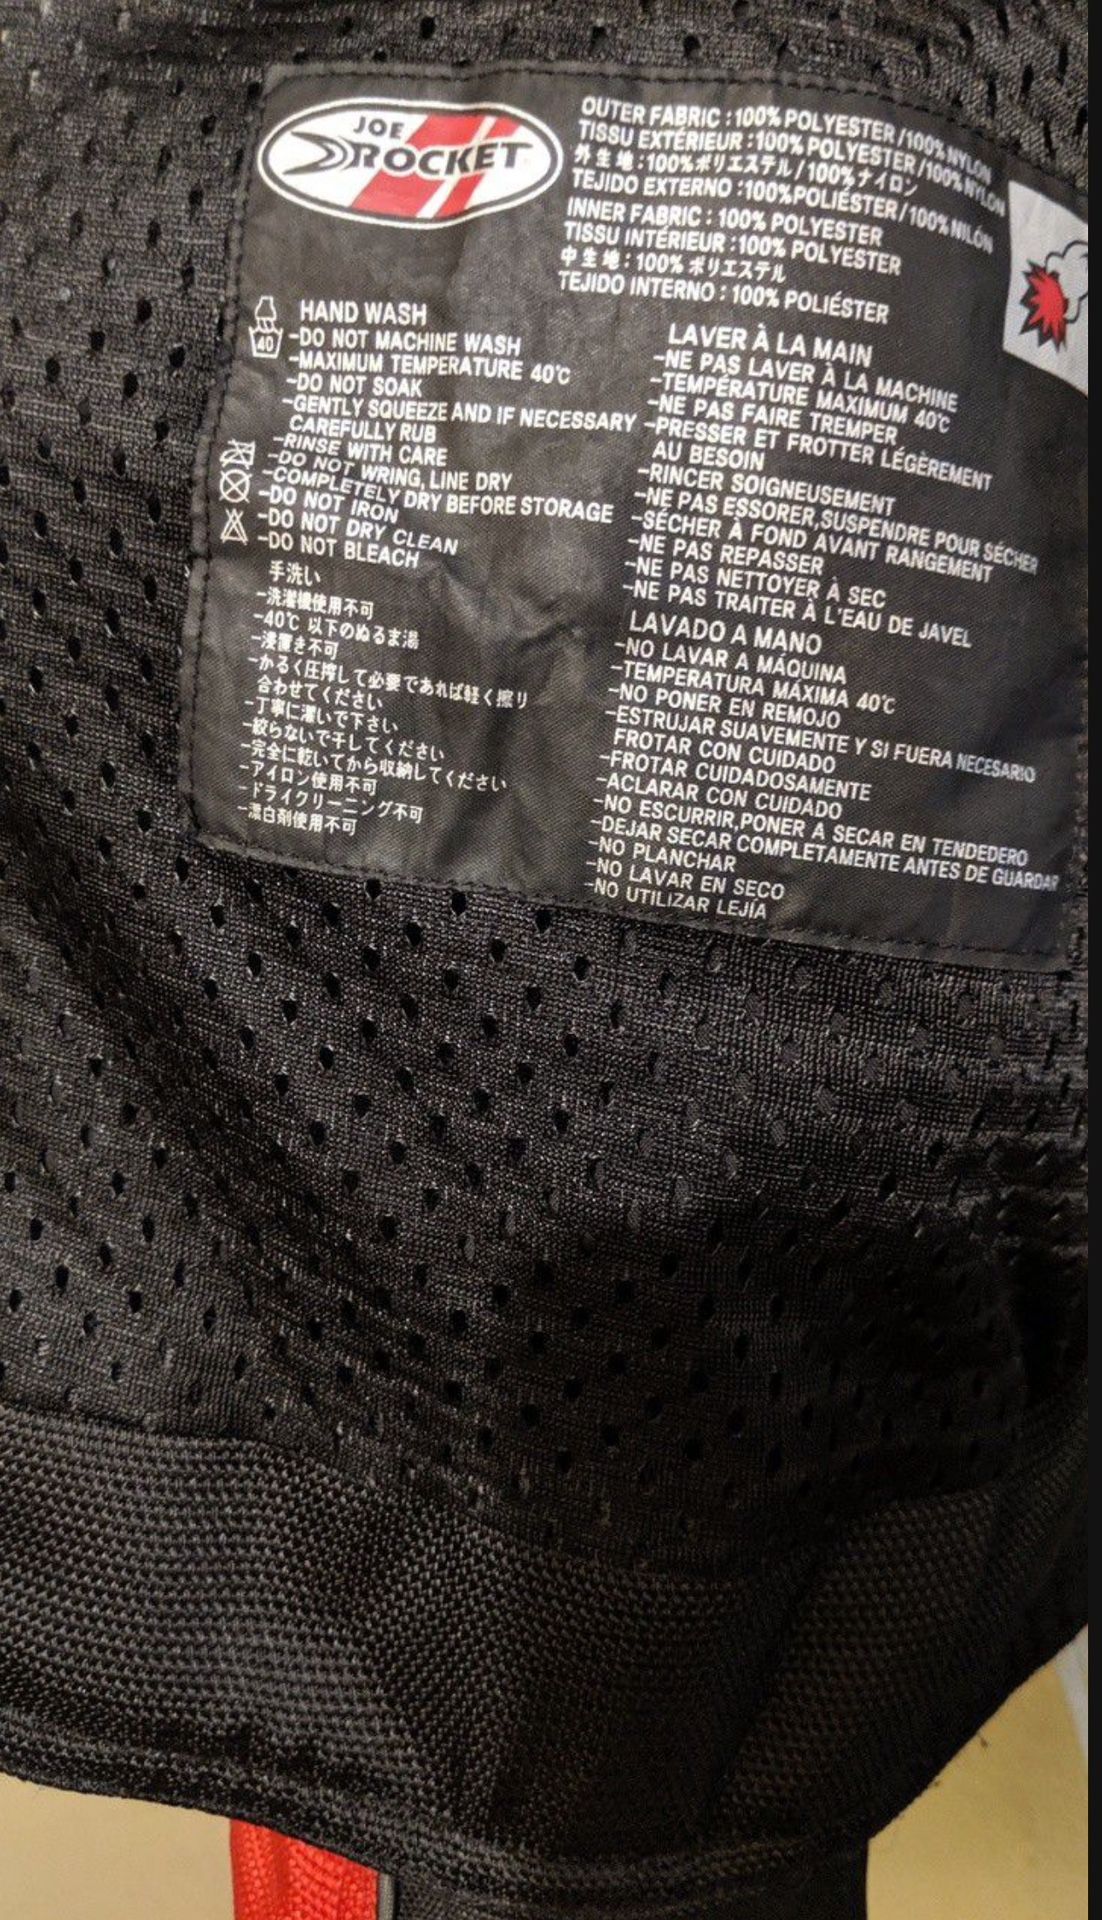 JOE
ROCKET
OUTER FABRIC : 100% POLYESTER / 100% NYLON
TISSU EXTÉRIEUR : 100% POLYESTER / 100% NYLON
外生地 : 100% ポリエステル / 100% ナイロン
TEJIDO EXTERNO : 100% POLIÉSTER / 100% NILÓN
INNER FABRIC : 100% POLYESTER
TISSU INTÉRIEUR : 100% POLYESTER
中生地 : 100% ポリエステル
TEJIDO INTERNO : 100% POLIÉSTER
40
HAND WASH
-DO NOT MACHINE WASH
-MAXIMUM TEMPERATURE 40℃
-DO NOT SOAK
-GENTLY SQUEEZE AND IF NECESSARY
CAREFULLY RUB
-RINSE WITH CARE
-DO NOT WRING, LINE DRY
-COMPLETELY DRY BEFORE STORAGE
-DO NOT IRON
-DO NOT DRY CLEAN
-DO NOT BLEACH
手洗い
-洗濯機使用不可
-40℃ 以下のぬるま湯
-浸置き不可
-かるく圧搾して必要であれば軽く擦り
合わせてください
-丁寧に濯いで下さい
-絞らないで干してください
-完全に乾いてから収納してください
-アイロン使用不可
-ドライクリーニング不可
-漂白剤使用不可
LAVER À LA MAIN
-NE PAS LAVER À LA MACHINE
-TEMPÉRATURE MAXIMUM 40℃
-NE PAS FAIRE TREMPER
-PRESSER ET FROTTER LÉGÈREMENT
AU BESOIN
-RINCER SOIGNEUSEMENT
-NE PAS ESSORER, SUSPENDRE POUR SÉCHER
-SÉCHER À FOND AVANT RANGEMENT
-NE PAS REPASSER
-NE PAS NETTOYER À SEC
-NE PAS TRAITER À L'EAU DE JAVEL
LAVADO A MANO
-NO LAVAR A MÁQUINA
-TEMPERATURA MÁXIMA 40℃
-NO PONER EN REMOJO
-ESTRUJAR SUAVEMENTE Y SI FUERA NECESARIO
FROTAR CON CUIDADO
-FROTAR CUIDADOSAMENTE
-ACLARAR CON CUIDADO
-NO ESCURRIR, PONER A SECAR EN TENDEDERO
-DEJAR SECAR COMPLETAMENTE ANTES DE GUARDAR
-NO PLANCHAR
-NO LAVAR EN SECO
-NO UTILIZAR LEJÍA